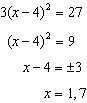 3(x−4)² = 27
(x−4)² = 9
x−4 = ±3
x = 1, 7